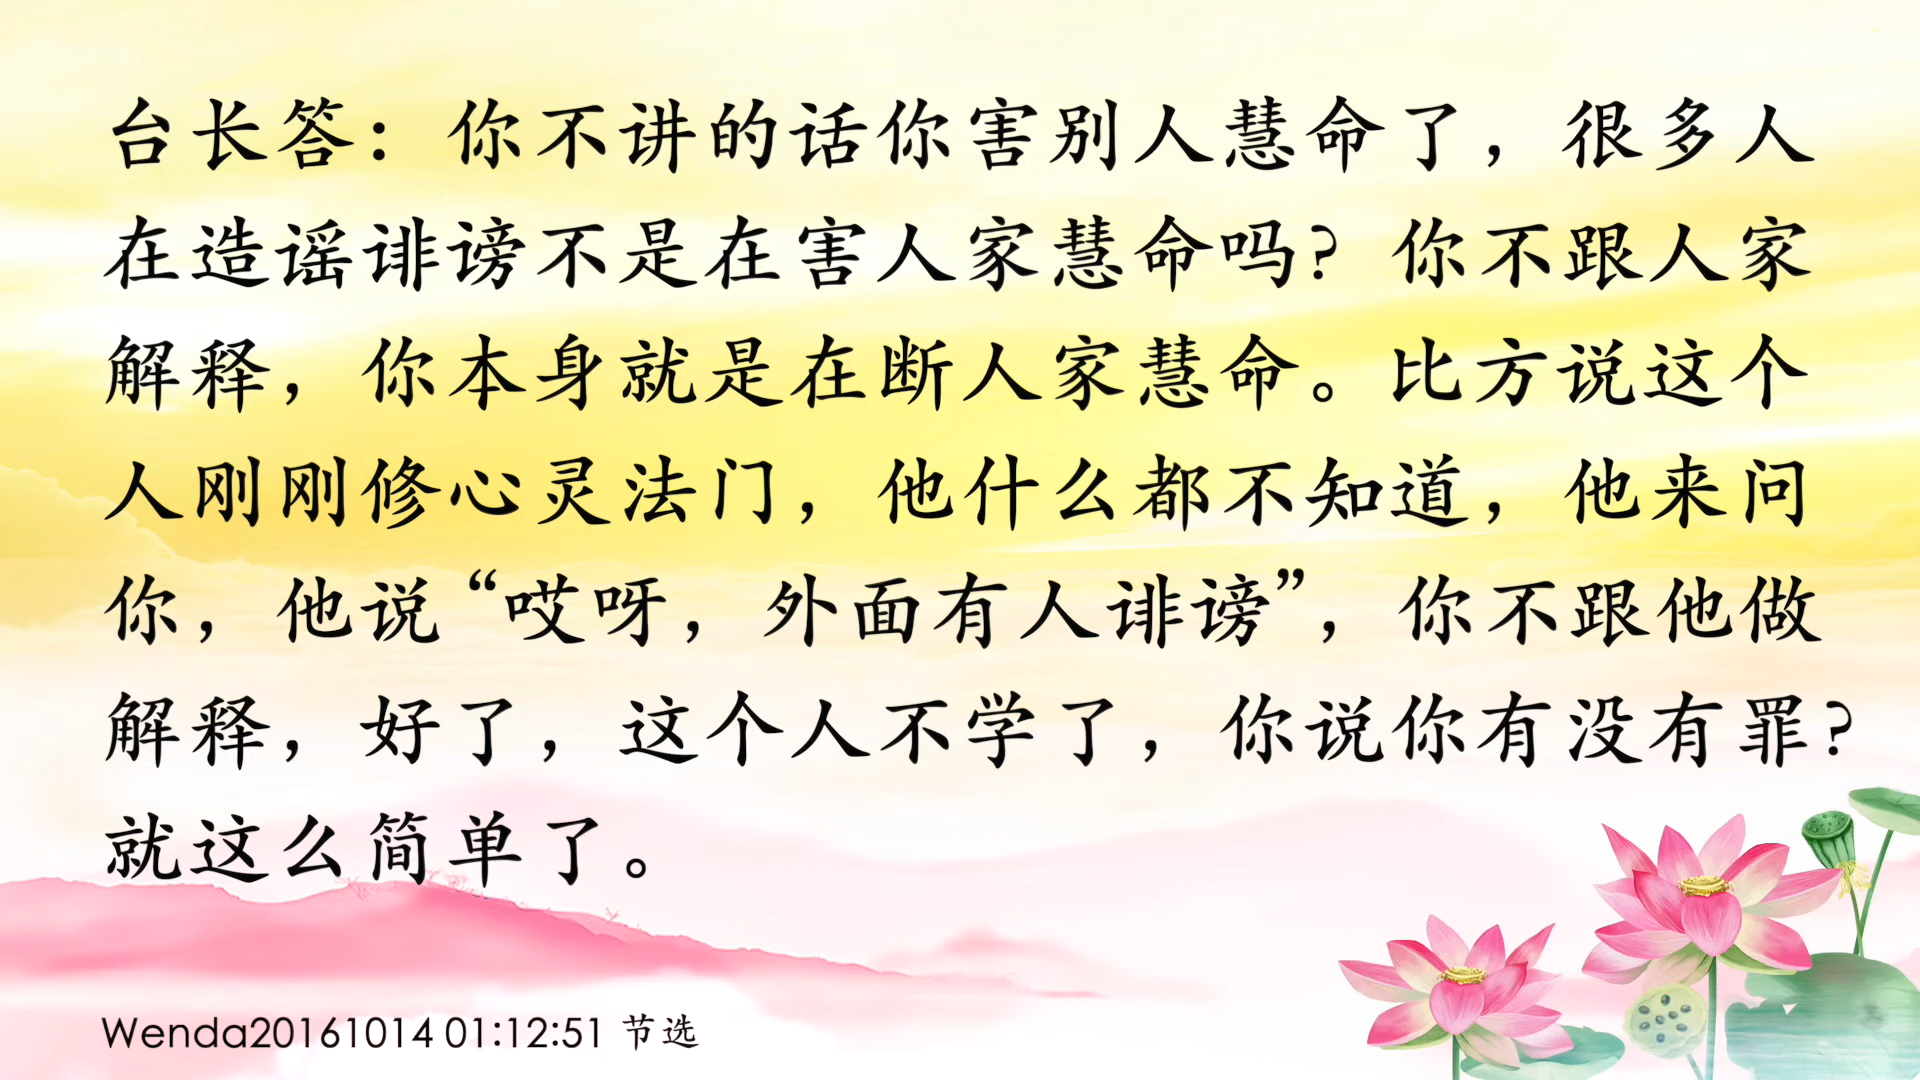 台长答：你不讲的话你害别人慧命了，很多人
在造谣诽谤不是在害人家慧命吗？你不跟人家
解释，你本身就是在断人家慧命。比方说这个
人刚刚修心灵法门，他什么都不知道，他来问
你，他说“哎呀，外面有人诽谤”，你不跟他做
解释，好了，这个人不学了，你说你有没有罪？
就这么简单了。
Wenda20161014 01:12:51 节选